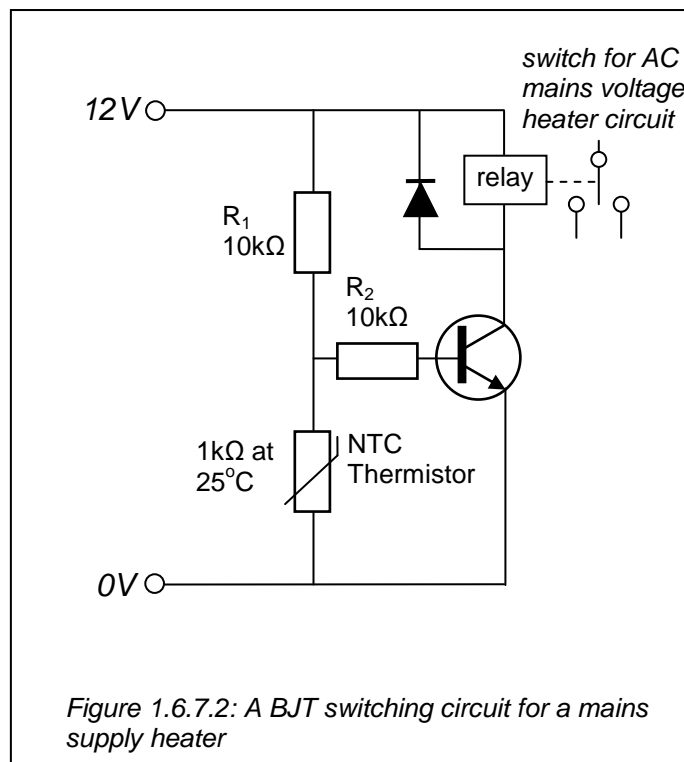 switch for AC
mains voltage
heater circuit
12V
relay
R₁
10kΩ
R₂
10kΩ
1kΩ at
25°C
NTC
Thermistor
0V
Figure 1.6.7.2: A BJT switching circuit for a mains
supply heater